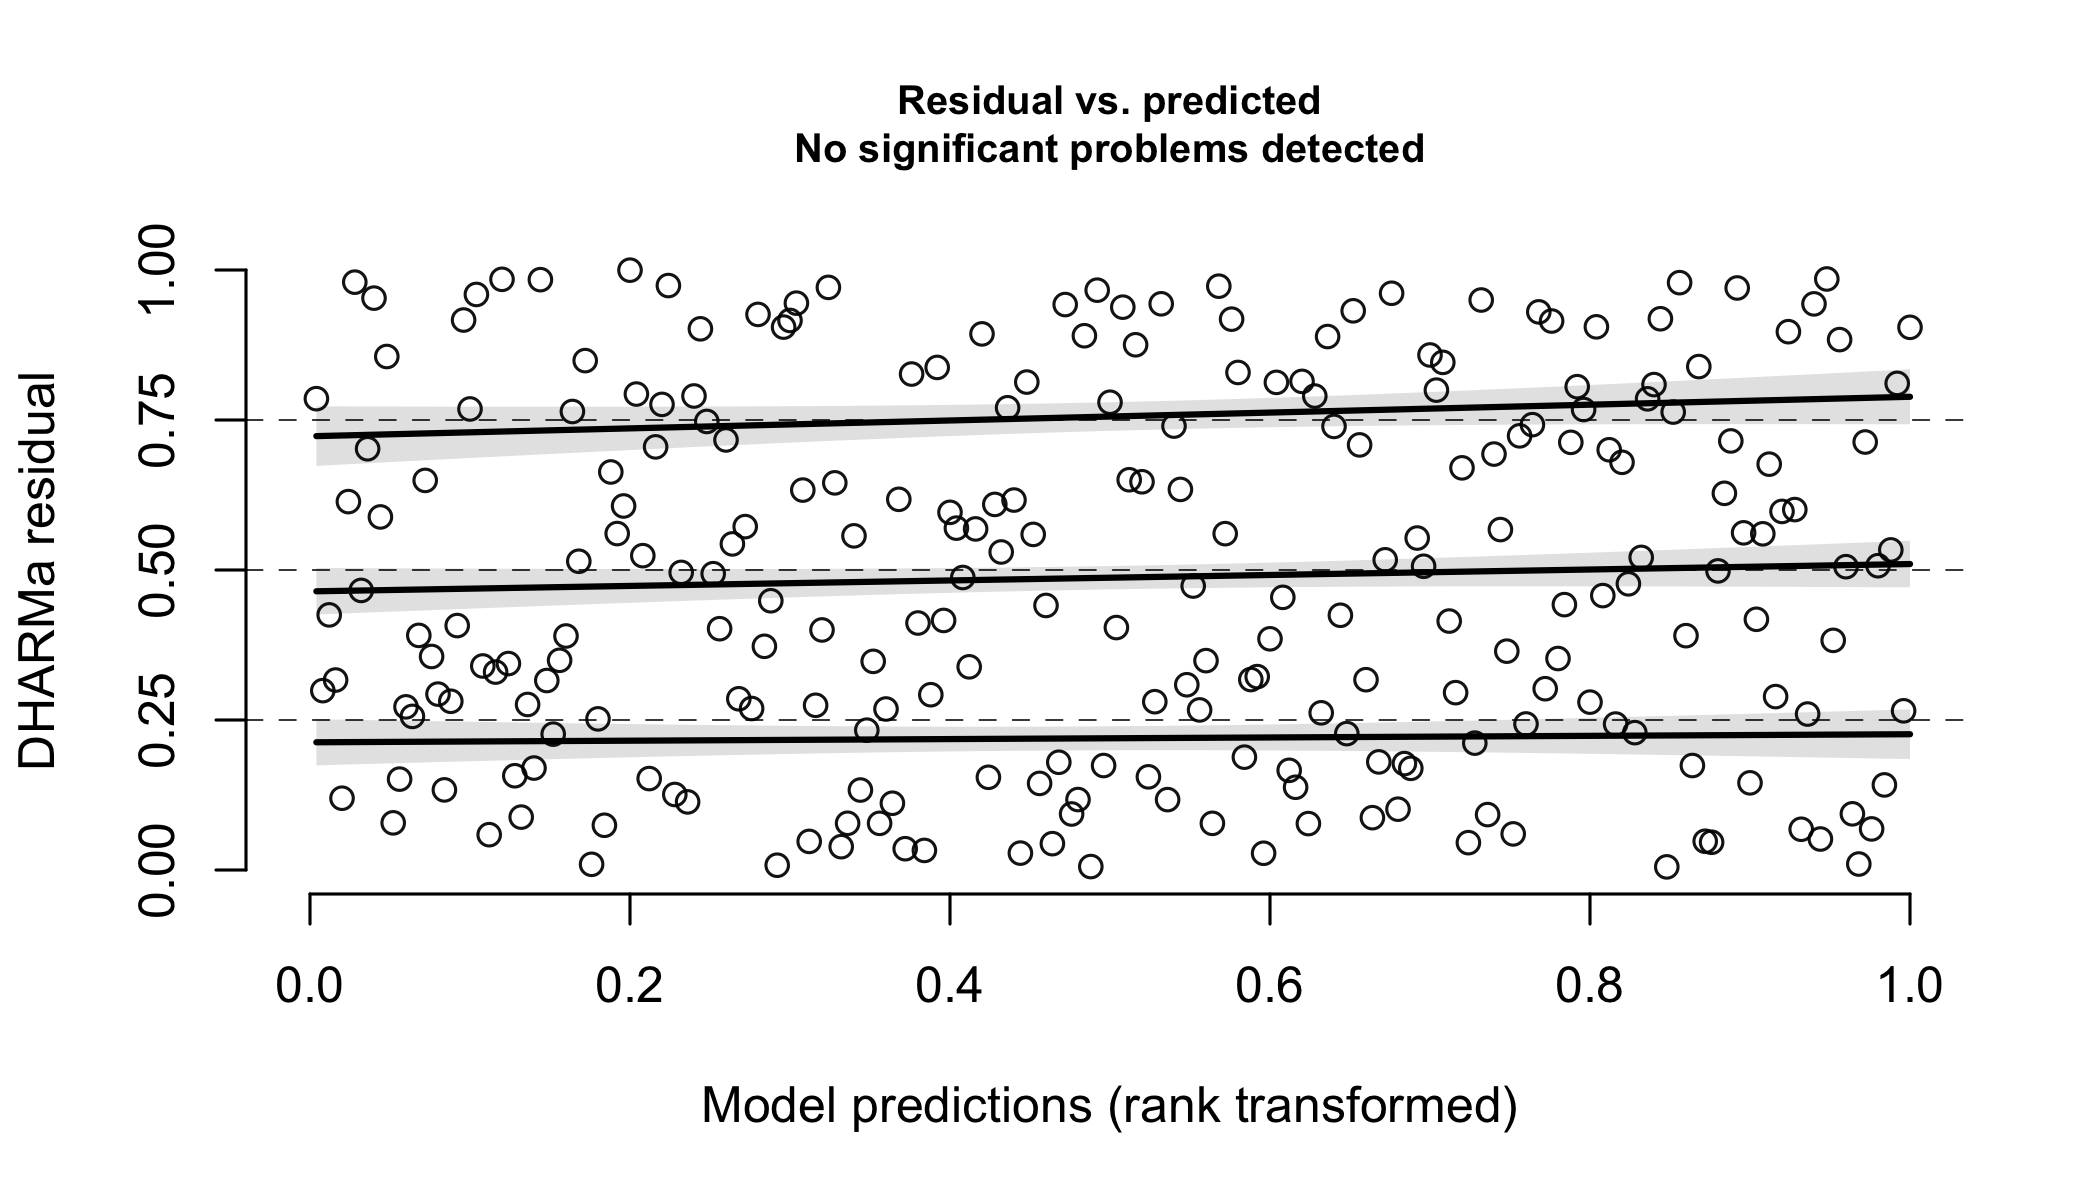 Residual vs. predicted
No significant problems detected
DHARMa residual
1.00
0.75
0.50
0.25
0.00
0.0 0.2 0.4 0.6 0.8 1.0
Model predictions (rank transformed)